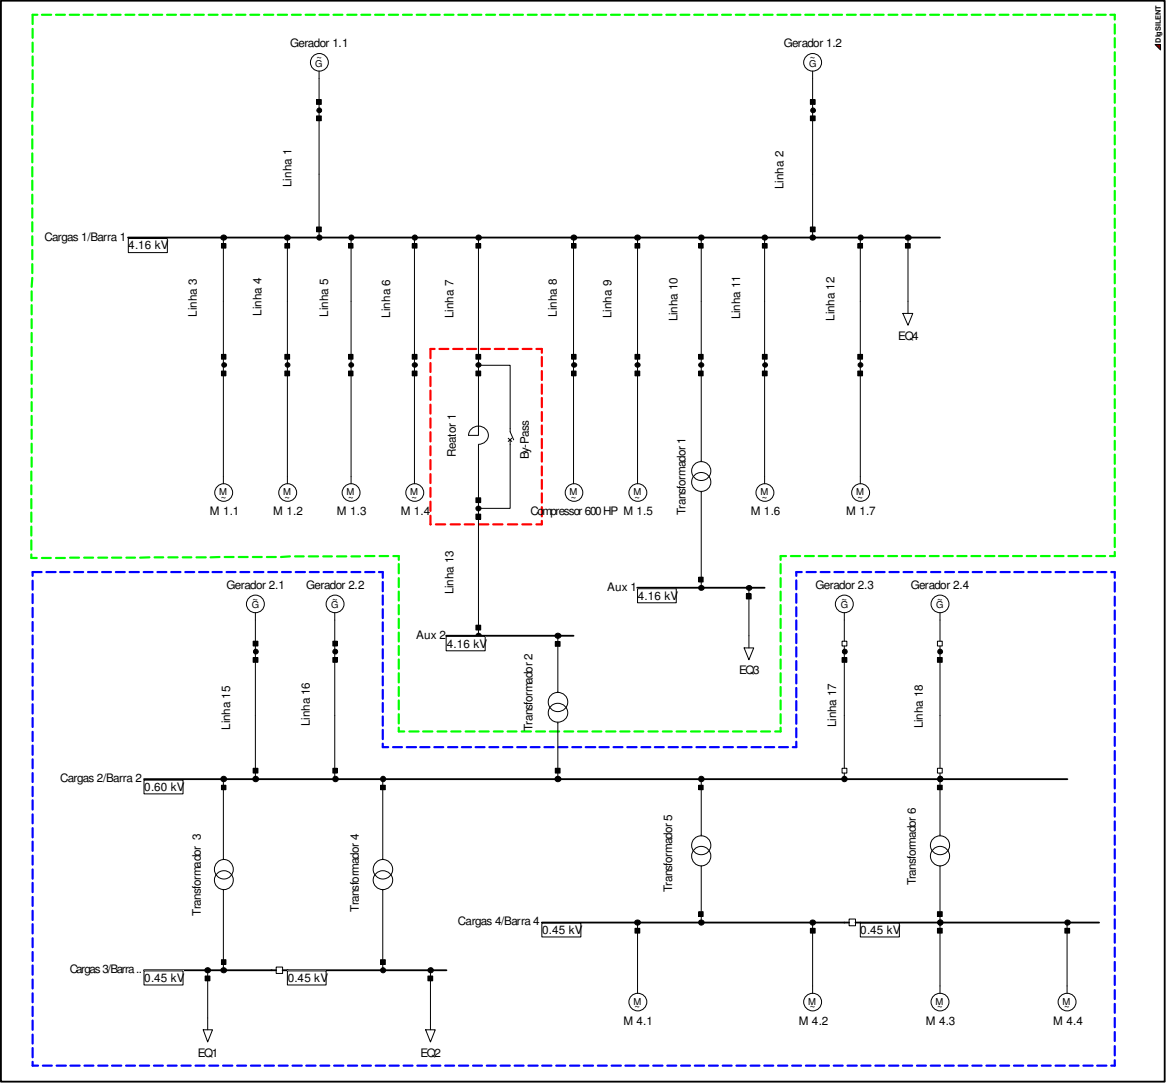 DIgSILENT
Gerador 1.1
Gerador 1.2
G
G
Linha 1
Linha 2
Cargas 1/Barra 1
4.16 kV
Linha 3
Linha 4
Linha 5
Linha 6
Linha 7
Linha 8
Linha 9
Linha 10
Linha 11
Linha 12
EQ4
Reator 1
By-Pass
Transformador 1
M
M
M
M
M
M
M
M
M 1.1
M 1.2
M 1.3
M 1.4
Compressor 600 HP
M 1.5
M 1.6
M 1.7
Linha 13
Gerador 2.1
Gerador 2.2
Aux 1
4.16 kV
Gerador 2.3
Gerador 2.4
G
G
G
G
Aux 2
4.16 kV
EQ3
Linha 15
Linha 16
Transformador 2
Linha 17
Linha 18
Cargas 2/Barra 2
0.60 kV
Transformador 3
Transformador 4
Transformador 5
Transformador 6
Cargas 4/Barra 4
0.45 kV
0.45 kV
Cargas 3/Barra ..
0.45 kV
0.45 kV
M
M
M
M
M 4.1
M 4.2
M 4.3
M 4.4
EQ1
EQ2